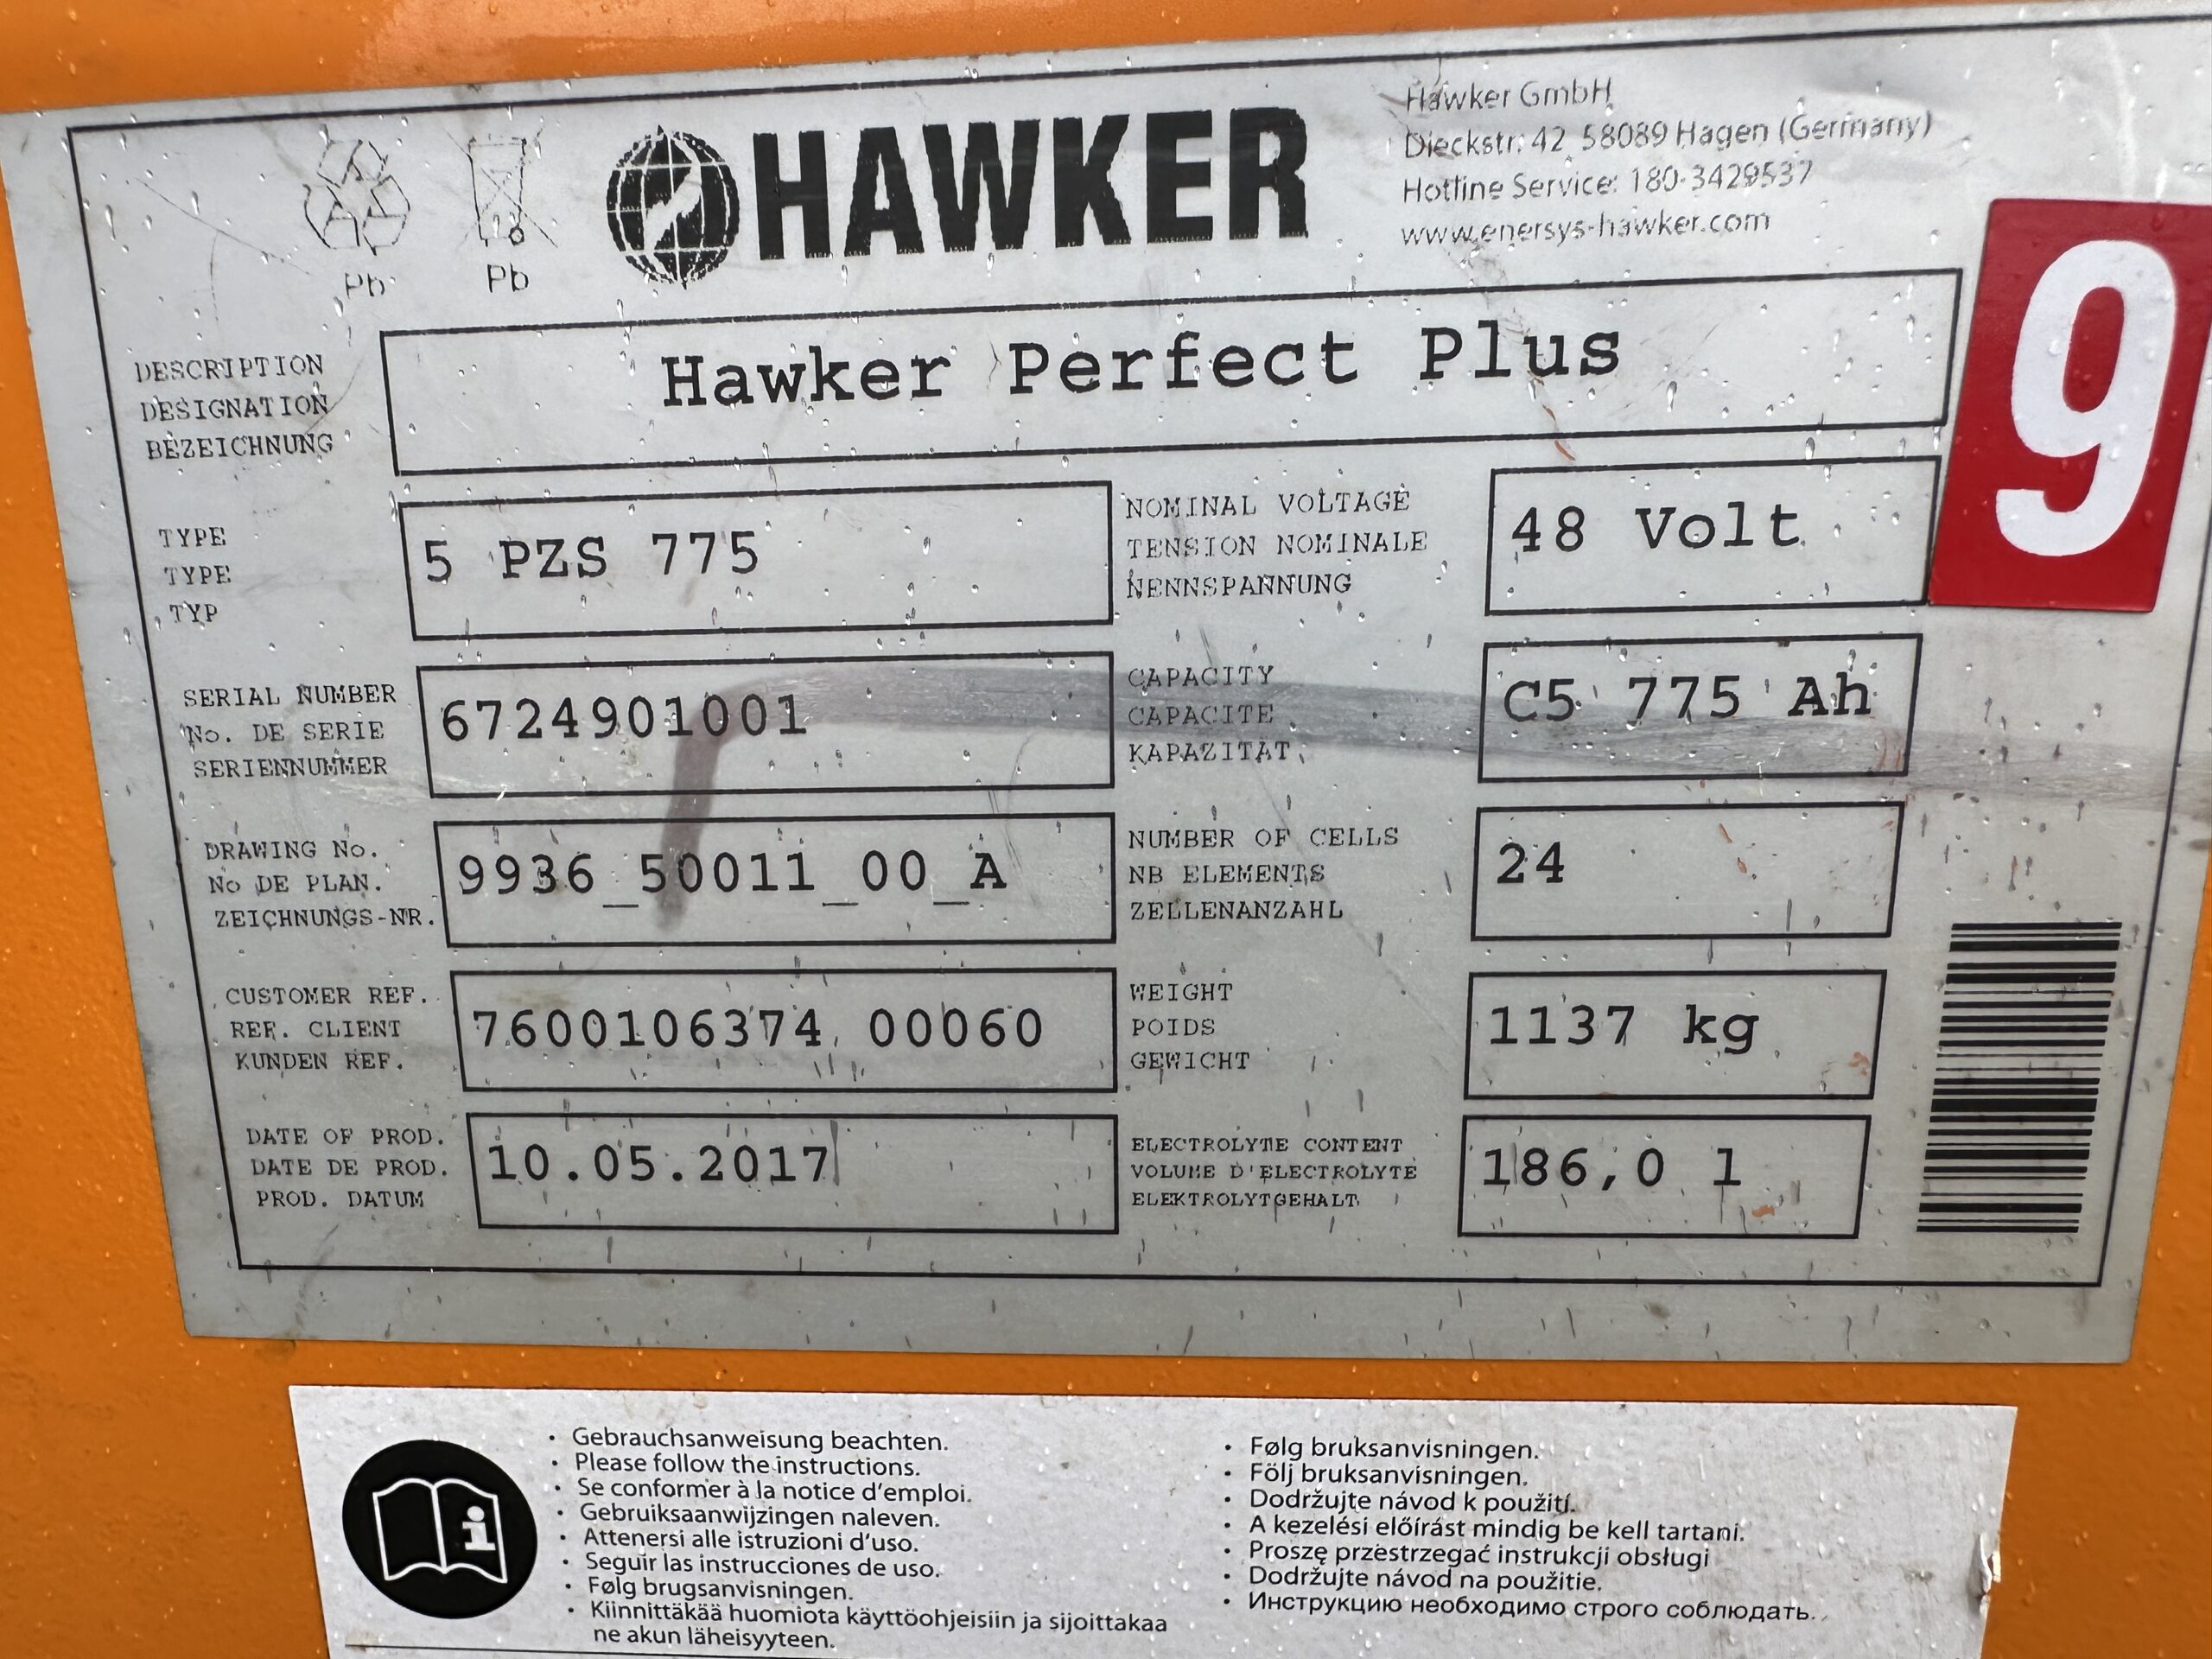 HAWKER
Hawker GmbH
Dieckstr. 42 58089 Hagen (Germany)
Hotline Service: 180-3429537
www.enersys-hawker.com
Pb
Pb
9
DESCRIPTION
DESIGNATION
BEZEICHNUNG
Hawker Perfect Plus
TYPE
TYPE
TYP
5 PZS 775
NOMINAL VOLTAGE
TENSION NOMINALE
NENNSPANNUNG
48 Volt
SERIAL NUMBER
No. DE SERIE
SERIENNUMMER
6724901001
CAPACITY
CAPACITE
KAPAZITAT
C5 775 Ah
DRAWING No.
No DE PLAN.
ZEICHNUNGS-NR.
9936_50011_00_A
NUMBER OF CELLS
NB ELEMENTS
ZELLENANZAHL
24
CUSTOMER REF.
REF. CLIENT
KUNDEN REF.
7600106374 00060
WEIGHT
POIDS
GEWICHT
1137 kg
DATE OF PROD.
DATE DE PROD.
PROD. DATUM
10.05.2017
ELECTROLYTE CONTENT
VOLUME D'ELECTROLYTE
ELEKTROLYTGEHALT
186,0 l
• Gebrauchsanweisung beachten.
• Please follow the instructions.
• Se conformer à la notice d'emploi.
• Gebruiksaanwijzingen naleven.
• Attenersi alle istruzioni d'uso.
• Seguir las instrucciones de uso.
• Følg brugsanvisningen.
• Kiinnittäkää huomiota käyttöohjeisiin ja sijoittakaa
ne akun läheisyyteen.
• Følg bruksanvisningen.
• Följ bruksanvisningen.
• Dodržujte návod k použití.
• A kezelési előírást mindig be kell tartani.
• Proszę przestrzegać instrukcji obsługi
• Dodržujte návod na použitie.
• Инструкцию необходимо строго соблюдать.